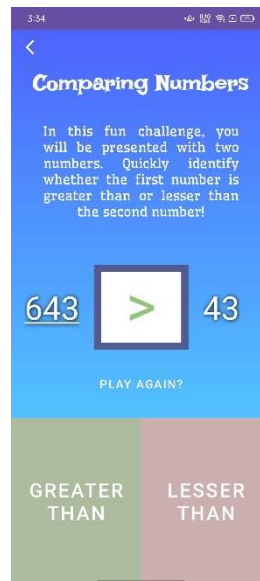 3:54
Comparing Numbers
In this fun challenge, you
will be presented with two
numbers. Quickly identify
whether the first number is
greater than or lesser than
the second number!
643 > 43
PLAY AGAIN?
GREATER THAN
LESSER THAN